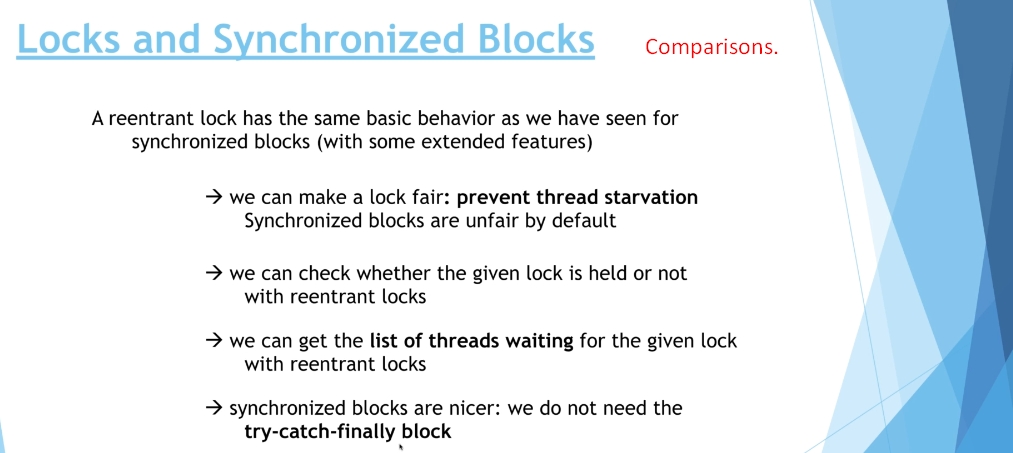 Locks and Synchronized Blocks
Comparisons.
A reentrant lock has the same basic behavior as we have seen for
synchronized blocks (with some extended features)
→ we can make a lock fair: prevent thread starvation
Synchronized blocks are unfair by default
→ we can check whether the given lock is held or not
with reentrant locks
→ we can get the list of threads waiting for the given lock
with reentrant locks
→ synchronized blocks are nicer: we do not need the
try-catch-finally block